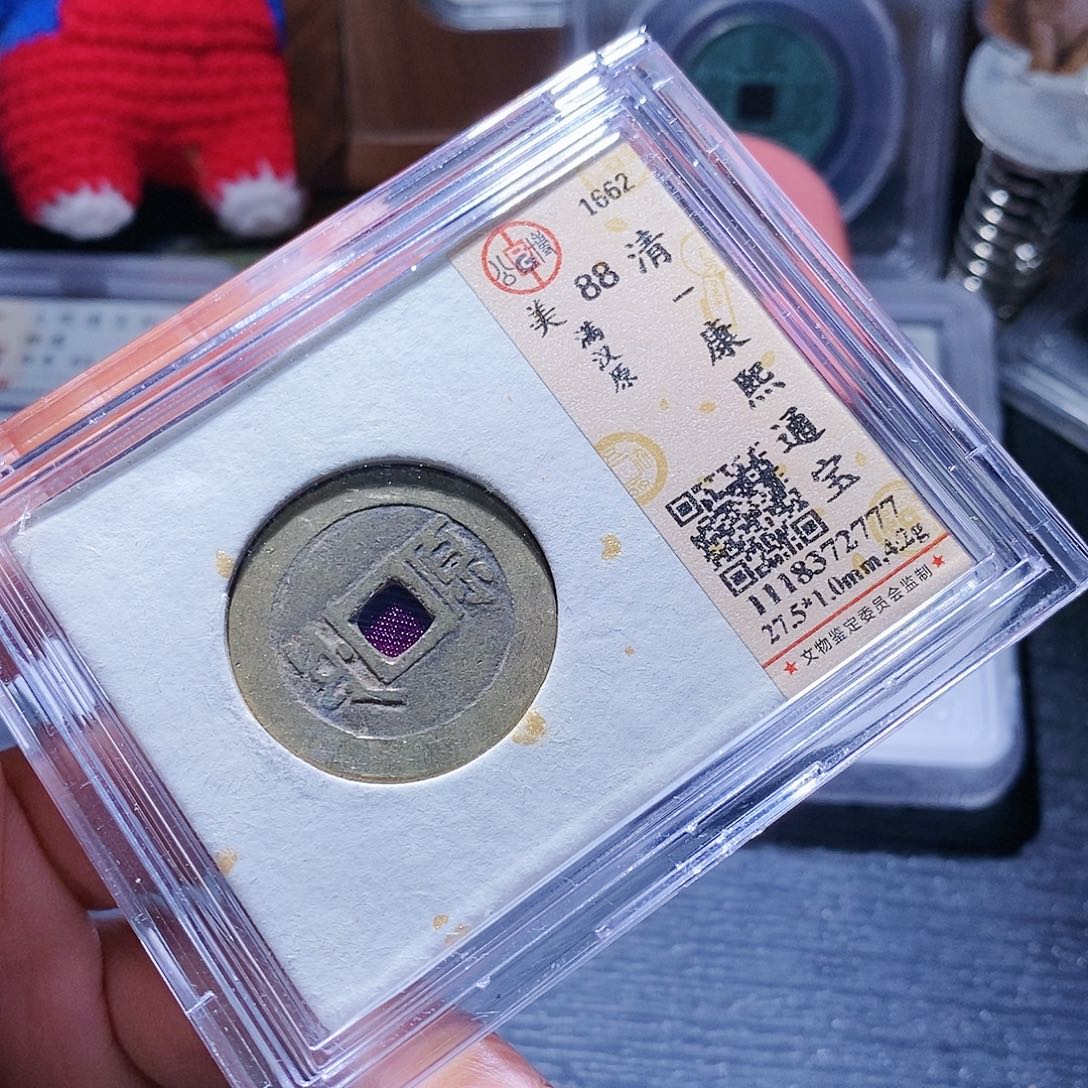 1662
清一康熙通宝
88
满汉原
美
1118372777
27.5*1.0mm,4.2g
★文物鉴定委员会监制★